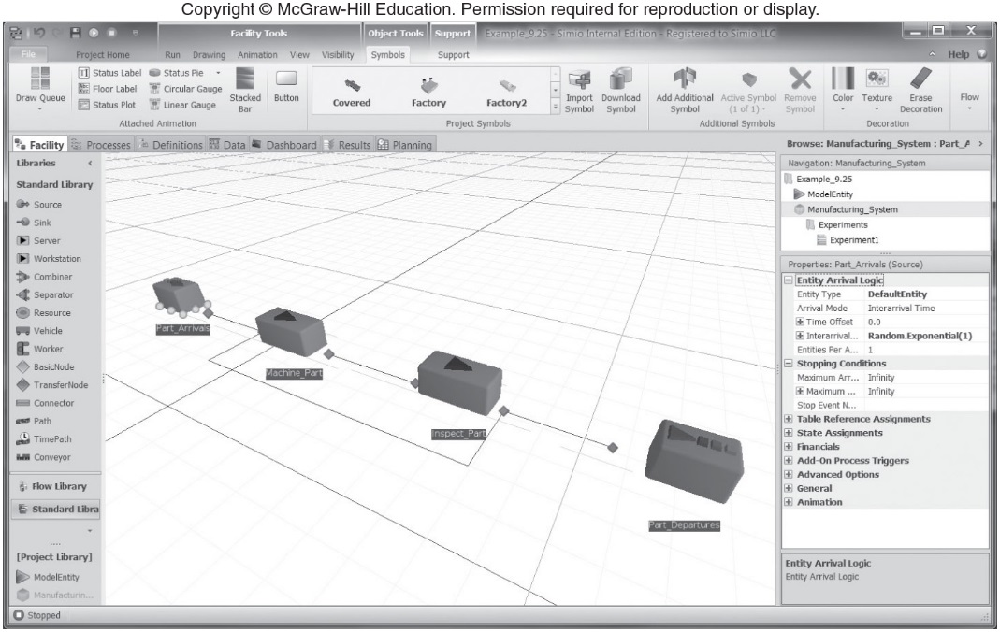 Copyright © McGraw-Hill Education. Permission required for reproduction or display.
Facility Tools
Object Tools
Support
Example_9.25 - Simio Internal Edition - Registered to Simio LLC
File
Project Home
Run
Drawing
Animation
View
Visibility
Symbols
Support
Help
Draw Queue
Status Label
Floor Label
Status Plot
Status Pie
Circular Gauge
Linear Gauge
Stacked Bar
Button
Attached Animation
Covered
Factory
Factory2
Import Symbol
Download Symbol
Project Symbols
Add Additional Symbol
Active Symbol (1 of 1)
Remove Symbol
Additional Symbols
Color
Texture
Erase Decoration
Decoration
Flow
Facility
Processes
Definitions
Data
Dashboard
Results
Planning
Browse: Manufacturing_System : Part_A
Libraries
Standard Library
Source
Sink
Server
Workstation
Combiner
Separator
Resource
Vehicle
Worker
BasicNode
TransferNode
Connector
Path
TimePath
Conveyor
Flow Library
Standard Libra
[Project Library]
ModelEntity
Manufacturin...
Part_Arrivals
Machine_Part
Inspect_Part
Part_Departures
Navigation: Manufacturing_System
Example_9.25
ModelEntity
Manufacturing_System
Experiments
Experiment1
Properties: Part_Arrivals (Source)
Entity Arrival Logic
Entity Type DefaultEntity
Arrival Mode Interarrival Time
Time Offset 0.0
Interarrival... Random.Exponential(1)
Entities Per A... 1
Stopping Conditions
Maximum Arr... Infinity
Maximum ... Infinity
Stop Event N...
Table Reference Assignments
State Assignments
Financials
Add-On Process Triggers
Advanced Options
General
Animation
Entity Arrival Logic
Entity Arrival Logic
Stopped